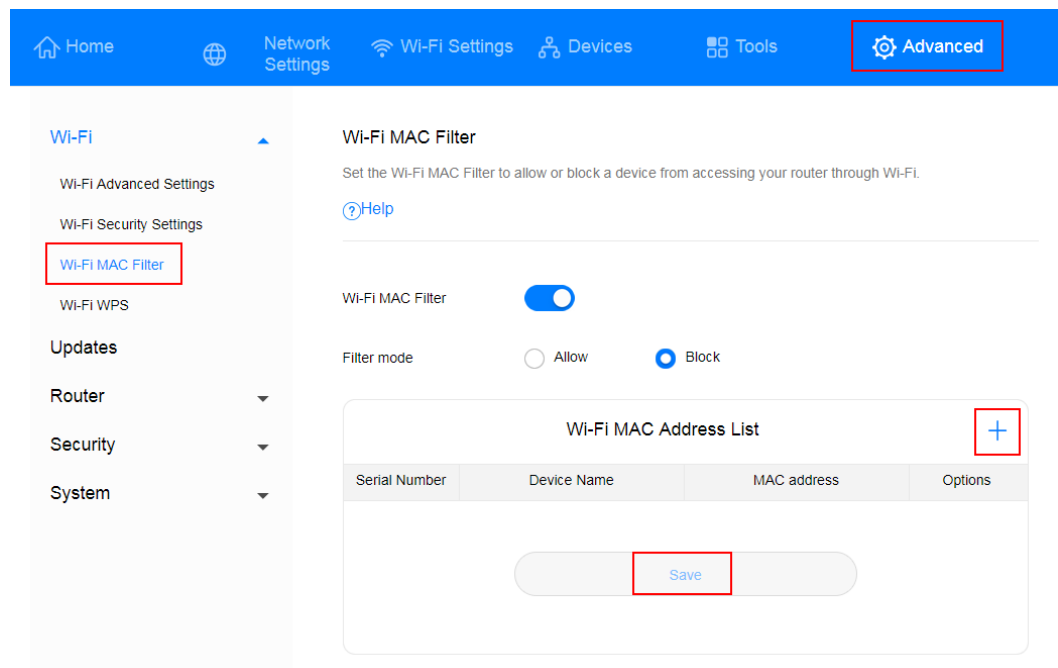 Home
Network
Settings
Wi-Fi Settings
Devices
Tools
Advanced
Wi-Fi
Wi-Fi Advanced Settings
Wi-Fi Security Settings
Wi-Fi MAC Filter
Wi-Fi WPS
Updates
Router
Security
System
Wi-Fi MAC Filter
Set the Wi-Fi MAC Filter to allow or block a device from accessing your router through Wi-Fi.
?Help
Wi-Fi MAC Filter
Filter mode Allow Block
Wi-Fi MAC Address List +
Serial Number Device Name MAC address Options
Save